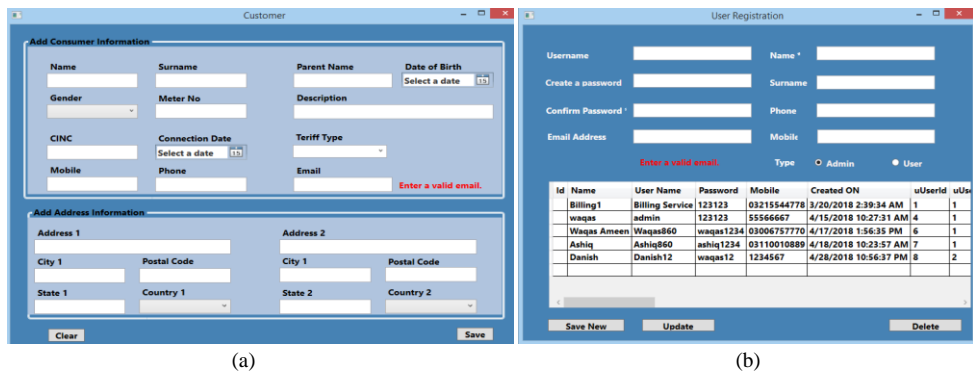 Customer
Add Consumer Information
Name Surname Parent Name Date of Birth
Select a date 15
Gender Meter No Description
CINC Connection Date Teriff Type
Select a date 15
Mobile Phone Email
Enter a valid email.
Add Address Information
Address 1 Address 2
City 1 Postal Code City 1 Postal Code
State 1 Country 1 State 2 Country 2
Clear Save
(a)
User Registration
Username Name *
Create a password Surname
Confirm Password * Phone
Email Address Mobile
Enter a valid email. Type Admin User
Id Name User Name Password Mobile Created ON uUserId uUse
Billing1 Billing Service 123123 03215544778 3/20/2018 2:39:34 AM 1 1
waqas admin 123123 55566667 4/15/2018 10:27:31 AM 4 1
Waqas Ameen Waqas860 waqas1234 03006757770 4/17/2018 1:56:35 PM 6 1
Ashiq Ashiq860 ashiq1234 03110010889 4/18/2018 10:23:57 AM 7 1
Danish Danish12 waqas12 1234567 4/28/2018 10:56:37 PM 8 2
Save New Update Delete
(b)